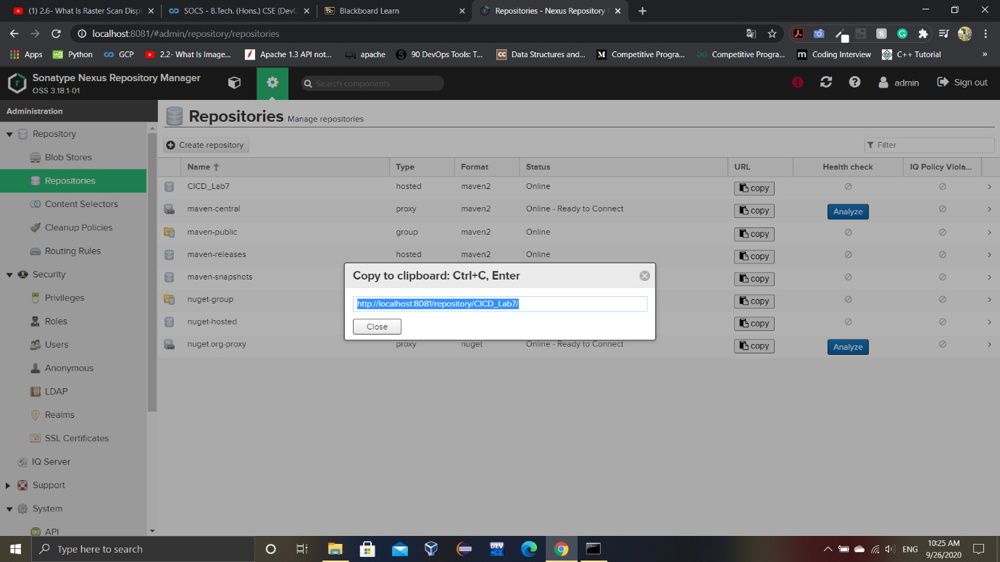 (1) 2.6- What Is Raster Scan Displ
SOCS - B.Tech. (Hons.) CSE (DevO
Blackboard Learn
Repositories - Nexus Repository
localhost:8081/#admin/repository/repositories
Apps
Python
GCP
2.2- What Is Image...
Apache 1.3 API not...
apache
90 DevOps Tools: T...
CC
Data Structures and...
M
Competitive Progra...
Competitive Progra...
m
Coding Interview
C++ Tutorial
»
Sonatype Nexus Repository Manager
OSS 3.18.1-01
Search components
admin
Sign out
Administration
Repository
Blob Stores
Repositories
Content Selectors
Cleanup Policies
Routing Rules
Security
Privileges
Roles
Users
Anonymous
LDAP
Realms
SSL Certificates
IQ Server
Support
System
API
Repositories Manage repositories
Create repository
Filter
Name Type Format Status URL Health check IQ Policy Viola...
CICD_Lab7 hosted maven2 Online copy
maven-central proxy maven2 Online - Ready to Connect copy Analyze
maven-public group maven2 Online copy
maven-releases hosted maven2 Online copy
maven-snapshots copy
nuget-group copy
nuget-hosted copy
nuget.org-proxy proxy nuget Online - Ready to Connect copy Analyze
Copy to clipboard: Ctrl+C, Enter
http://localhost:8081/repository/CICD_Lab7/
Close
Type here to search
DEV
ENG
10:25 AM
9/26/2020